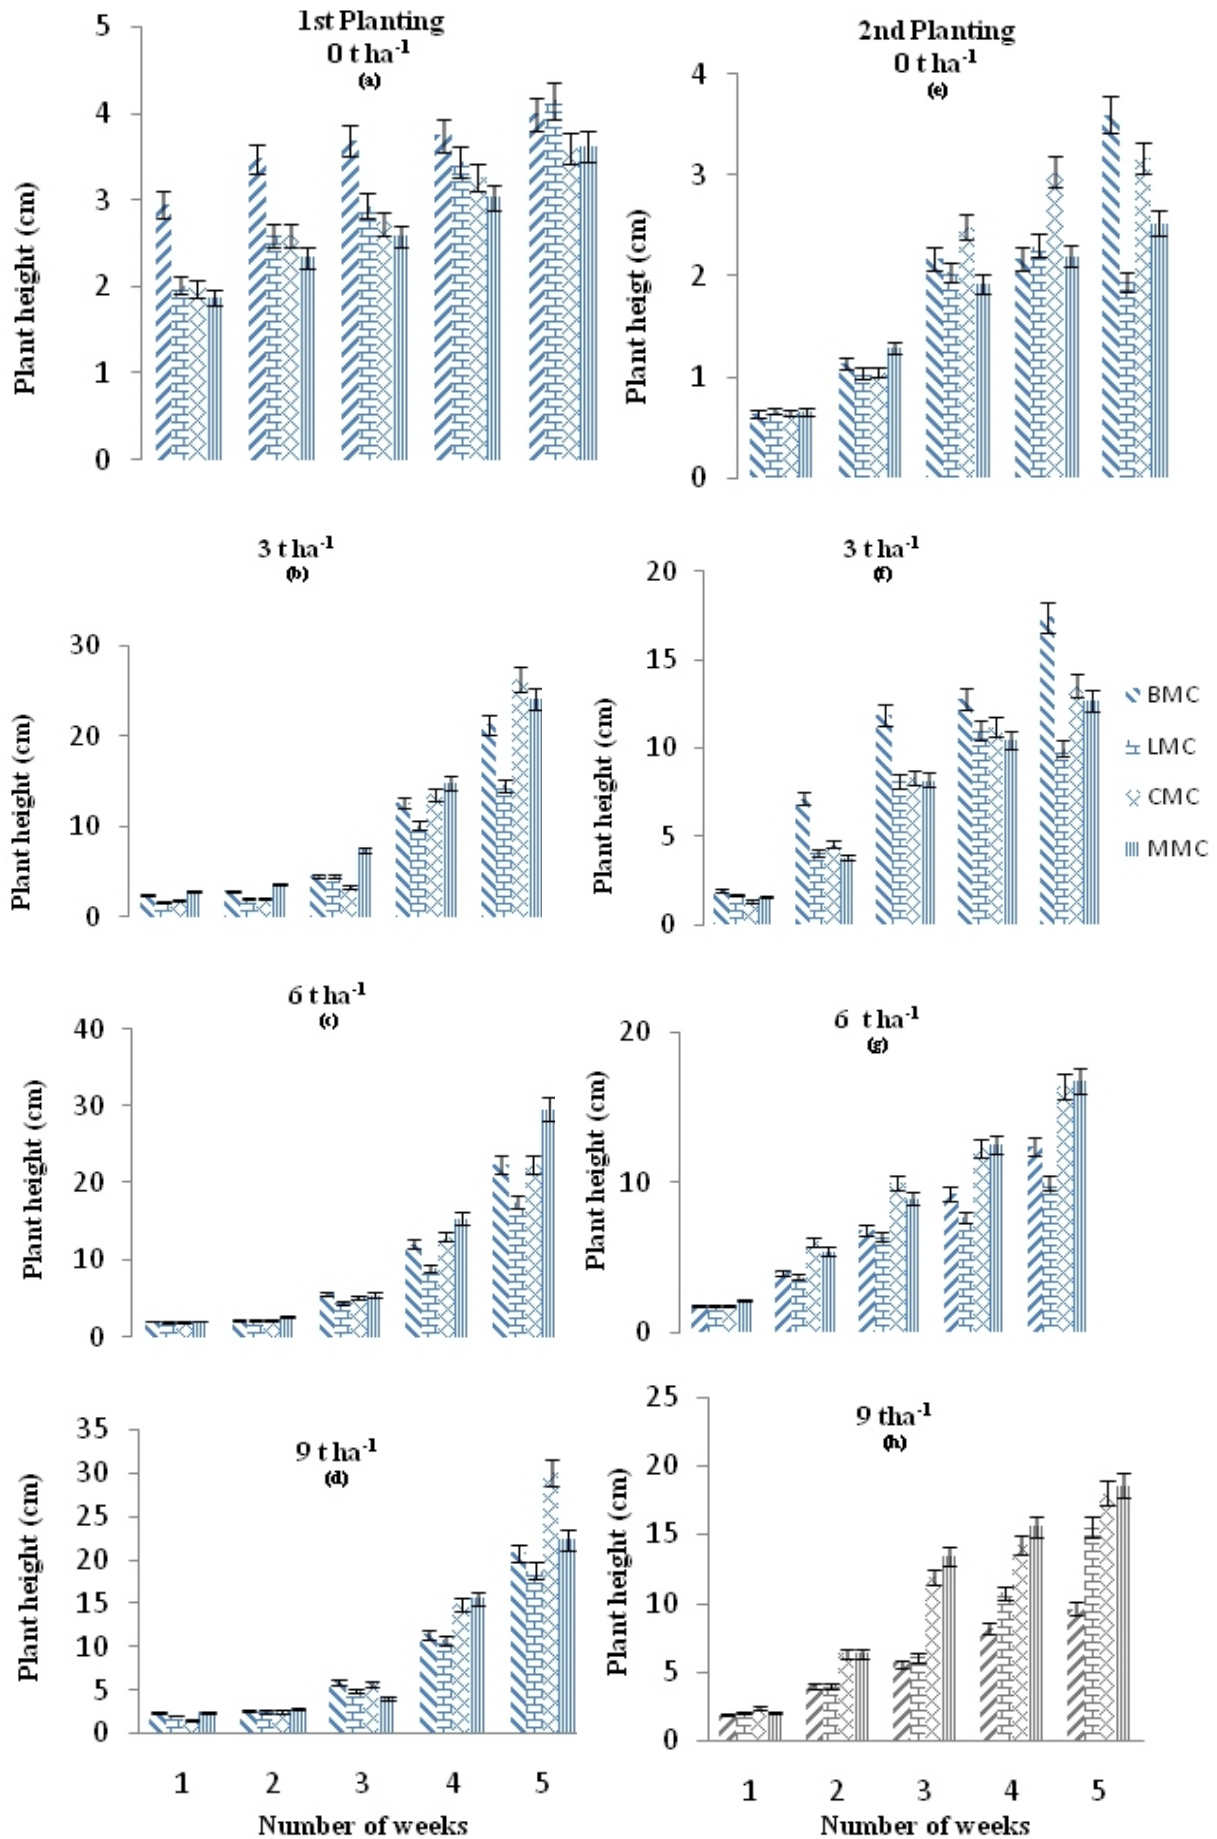 1st Planting
0 t ha-1
(a)
5
4
3
2
1
0
Plant height (cm)
2nd Planting
0 t ha-1
(e)
4
3
2
1
0
Plant height (cm)
3 t ha-1
(b)
30
20
10
0
Plant height (cm)
3 t ha-1
(f)
20
15
10
5
0
Plant height (cm)
BMC
LMC
CMC
MMC
6 t ha-1
(c)
40
30
20
10
0
Plant height (cm)
6 t ha-1
(g)
20
10
0
Plant height (cm)
9 t ha-1
(d)
35
30
25
20
15
10
5
0
Plant height (cm)
1 2 3 4 5
Number of weeks
9 tha-1
(h)
25
20
15
10
5
0
Plant height (cm)
1 2 3 4 5
Number of weeks